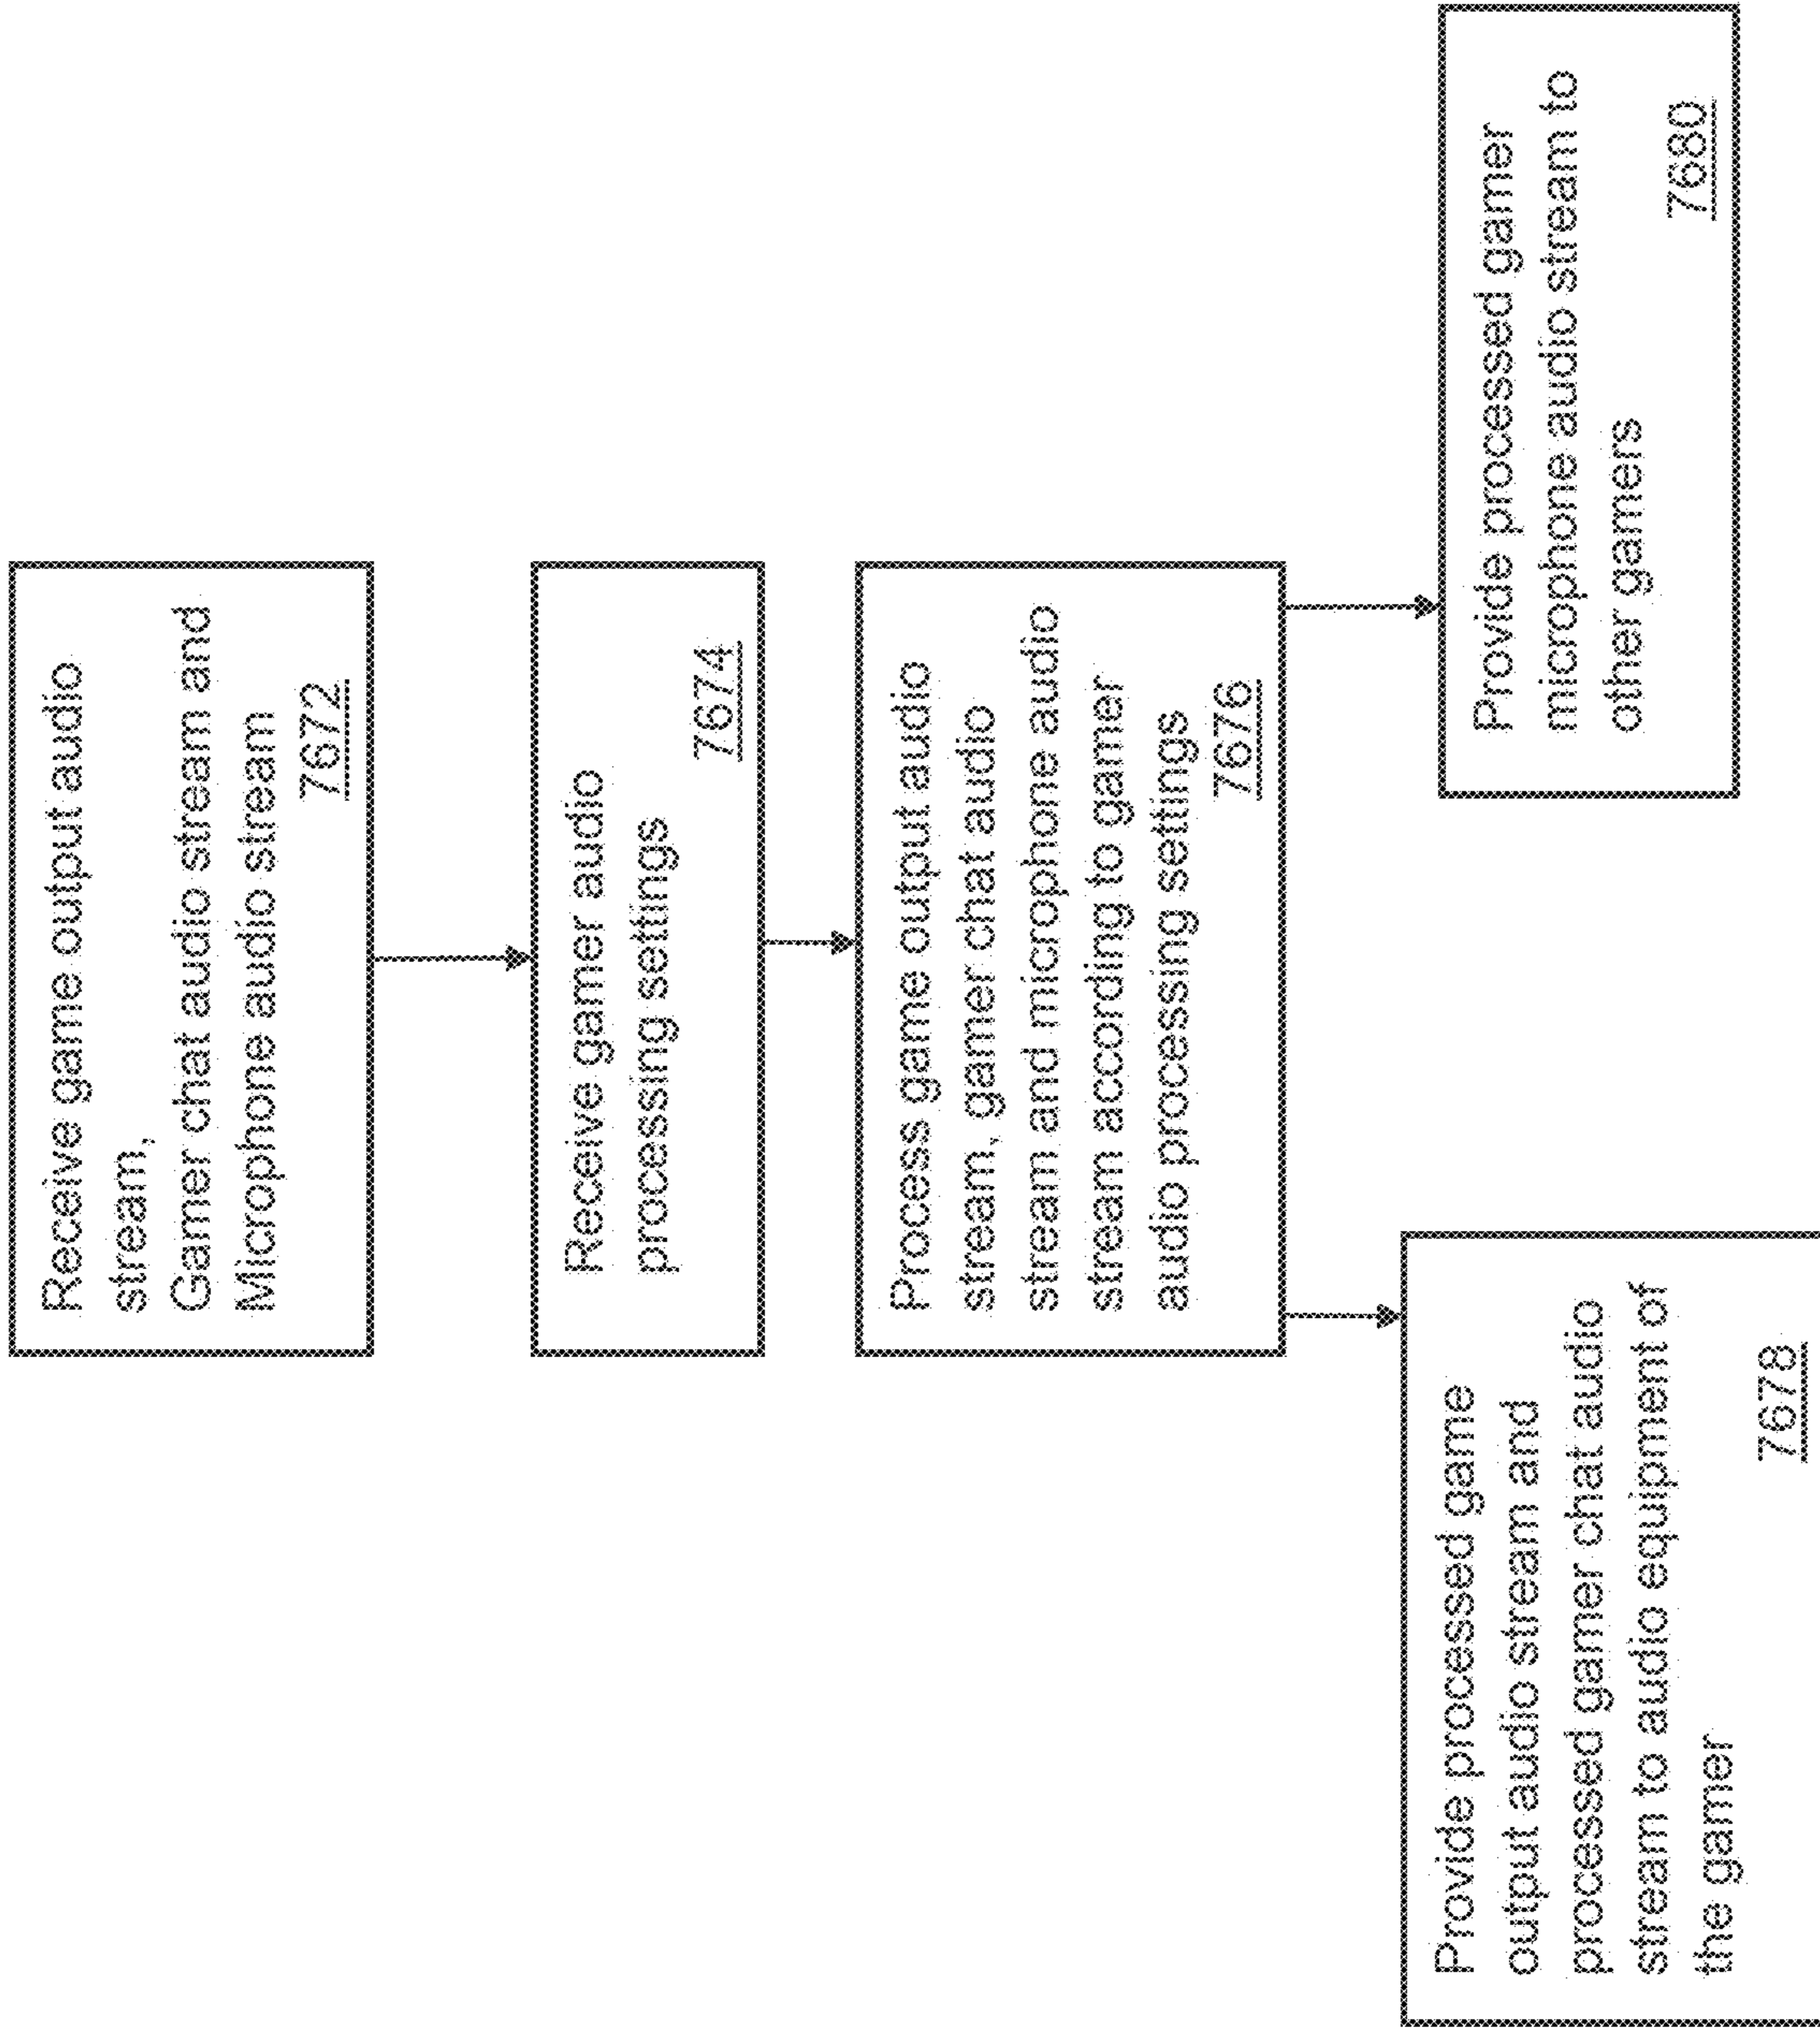 Receive game output audio
stream,
Gamer chat audio stream and
Microphone audio stream
7672
Receive gamer audio
processing settings
7674
Process game output audio
stream, gamer chat audio
stream and microphone audio
stream according to gamer
audio processing settings
7676
Provide processed game
output audio stream and
processed gamer chat audio
stream to audio equipment of
the gamer
7678
Provide processed gamer
microphone audio stream to
other gamers
7680